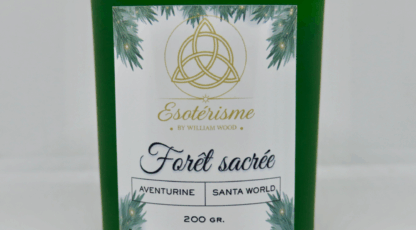 Esotérisme
BY WILLIAM WOOD
Forêt sacrée
AVENTURINE SANTA WORLD
200 GR.